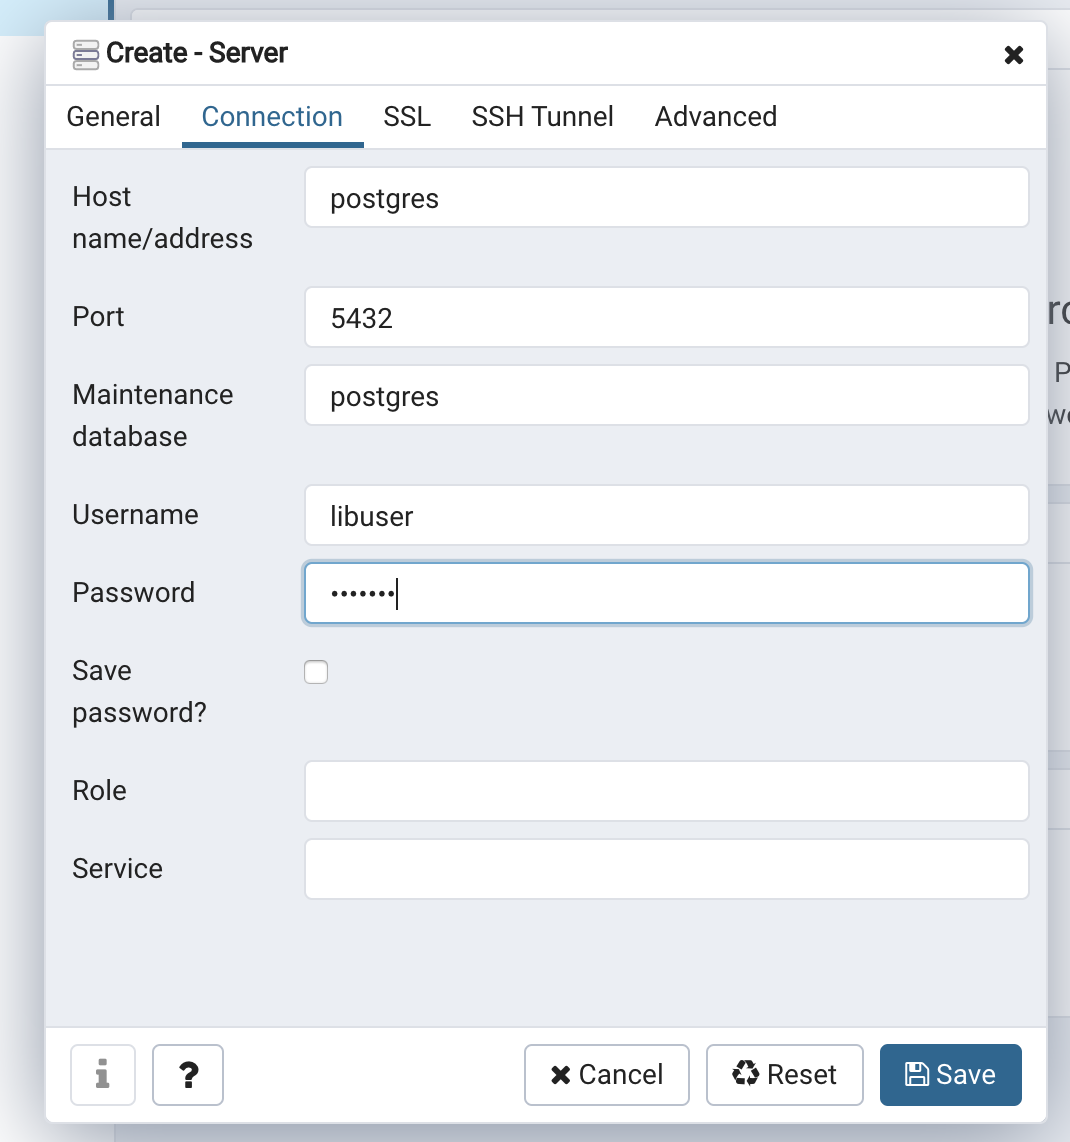 Create - Server
General Connection SSL SSH Tunnel Advanced
Host
name/address
postgres
Port
5432
Maintenance
database
postgres
Username
libuser
Password
•••••••
Save
password?
Role
Service
Cancel
Reset
Save